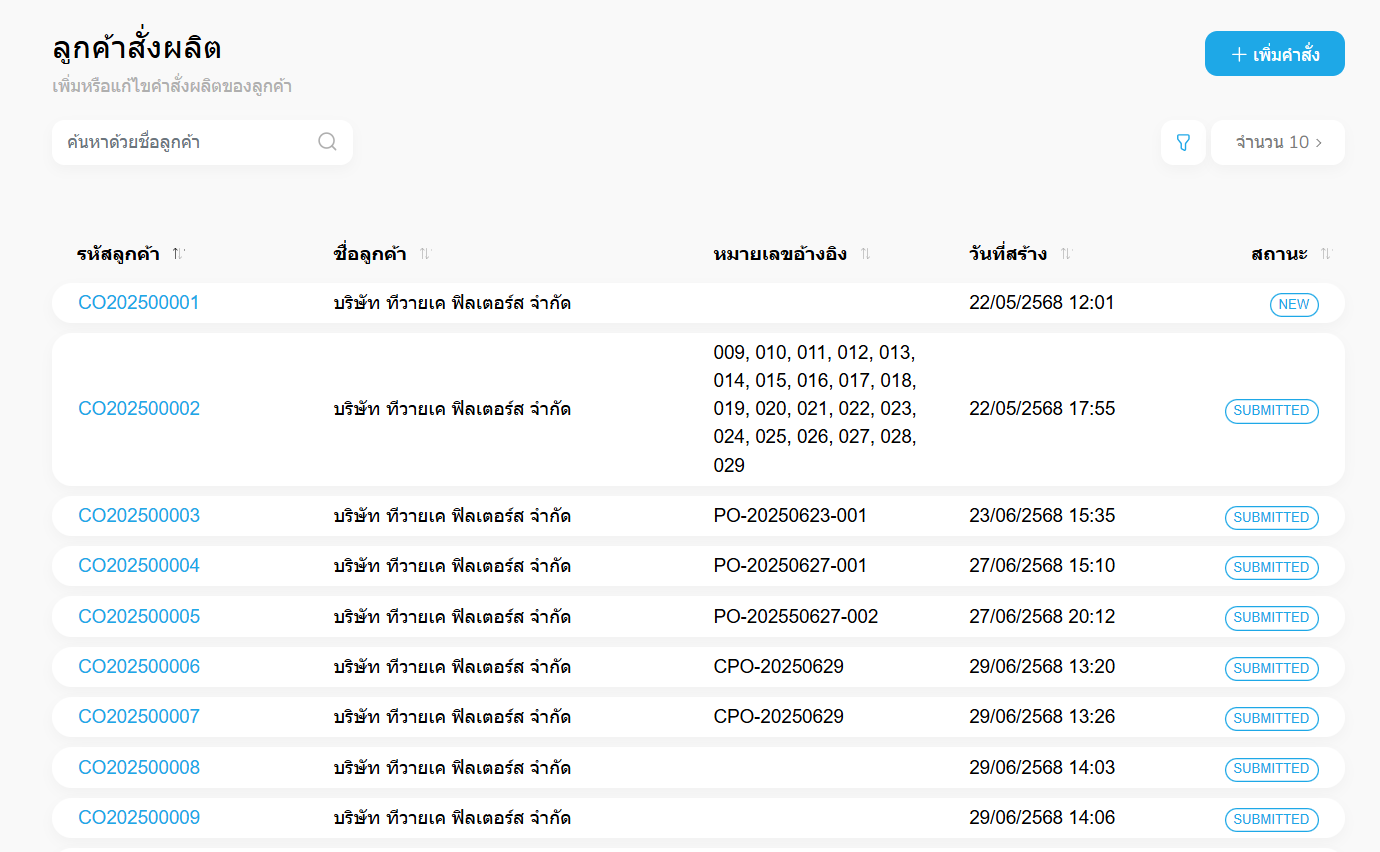 ลูกค้าสั่งผลิต
เพิ่มคำสั่ง
เพิ่มหรือแก้ไขคำสั่งผลิตของลูกค้า
ค้นหาด้วยชื่อลูกค้า
จำนวน 10
รหัสลูกค้า ชื่อลูกค้า หมายเลขอ้างอิง วันที่สร้าง สถานะ
CO202500001 บริษัท ทีวายเค ฟิลเตอร์ส จำกัด 22/05/2568 12:01 NEW
009, 010, 011, 012, 013,
014, 015, 016, 017, 018,
CO202500002 บริษัท ทีวายเค ฟิลเตอร์ส จำกัด 019, 020, 021, 022, 023, 22/05/2568 17:55 SUBMITTED
024, 025, 026, 027, 028,
029
CO202500003 บริษัท ทีวายเค ฟิลเตอร์ส จำกัด PO-20250623-001 23/06/2568 15:35 SUBMITTED
CO202500004 บริษัท ทีวายเค ฟิลเตอร์ส จำกัด PO-20250627-001 27/06/2568 15:10 SUBMITTED
CO202500005 บริษัท ทีวายเค ฟิลเตอร์ส จำกัด PO-202550627-002 27/06/2568 20:12 SUBMITTED
CO202500006 บริษัท ทีวายเค ฟิลเตอร์ส จำกัด CPO-20250629 29/06/2568 13:20 SUBMITTED
CO202500007 บริษัท ทีวายเค ฟิลเตอร์ส จำกัด CPO-20250629 29/06/2568 13:26 SUBMITTED
CO202500008 บริษัท ทีวายเค ฟิลเตอร์ส จำกัด 29/06/2568 14:03 SUBMITTED
CO202500009 บริษัท ทีวายเค ฟิลเตอร์ส จำกัด 29/06/2568 14:06 SUBMITTED